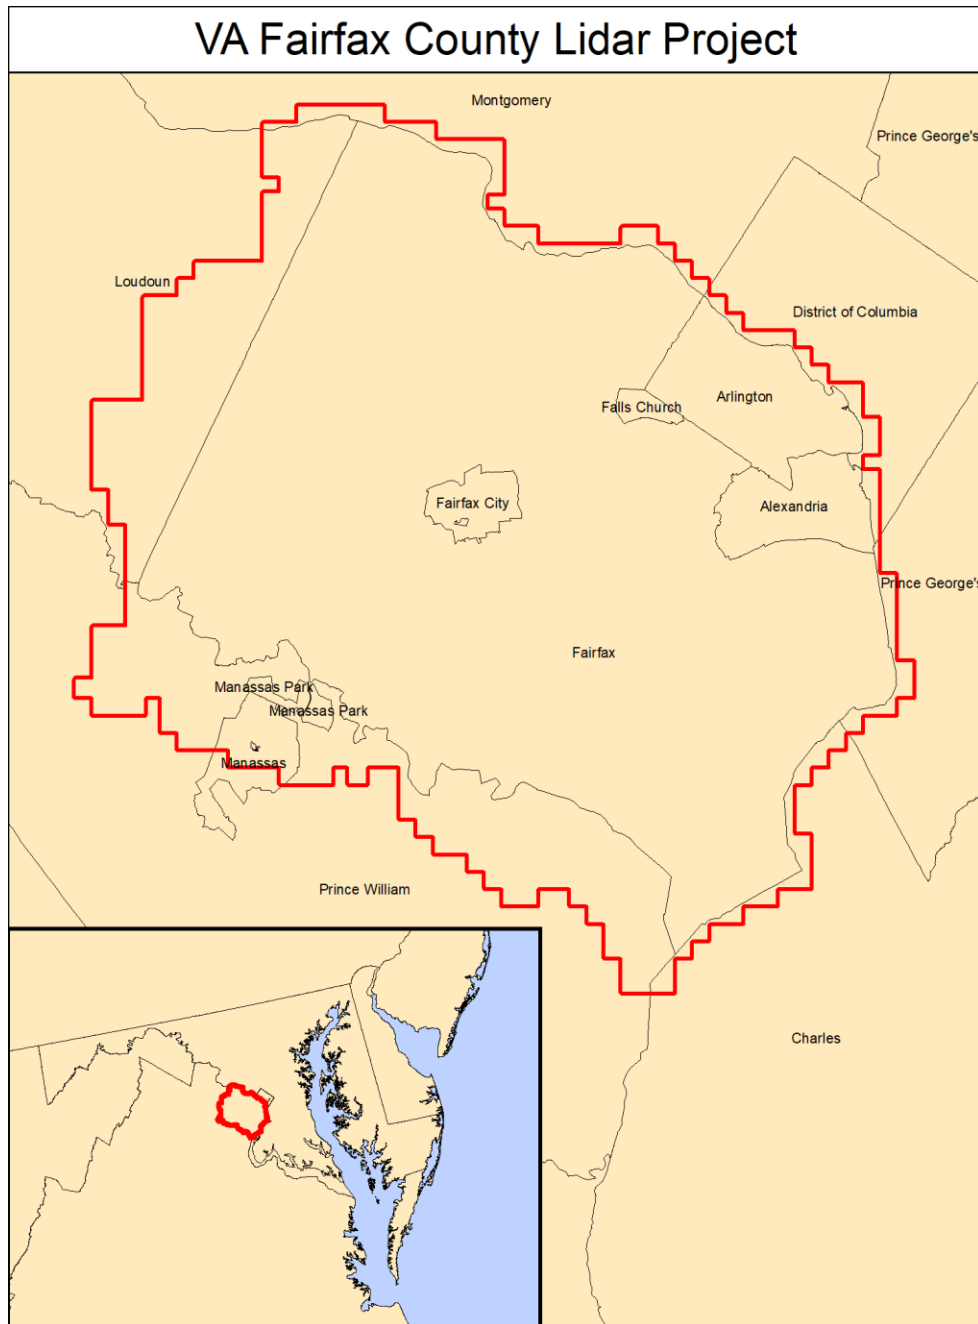 VA Fairfax County Lidar Project
Montgomery
Prince George's
Loudoun
District of Columbia
Arlington
Falls Church
Fairfax City
Alexandria
Prince George's
Fairfax
Manassas Park
Manassas Park
Manassas
Prince William
Charles